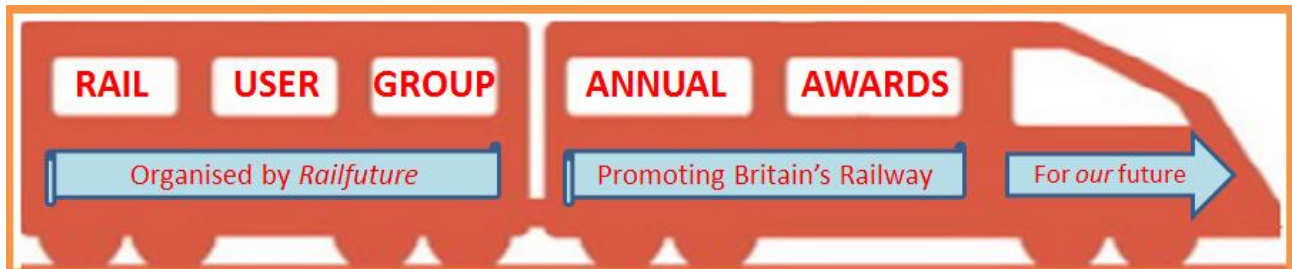 RAIL USER GROUP ANNUAL AWARDS
Organised by Railfuture Promoting Britain's Railway For our future